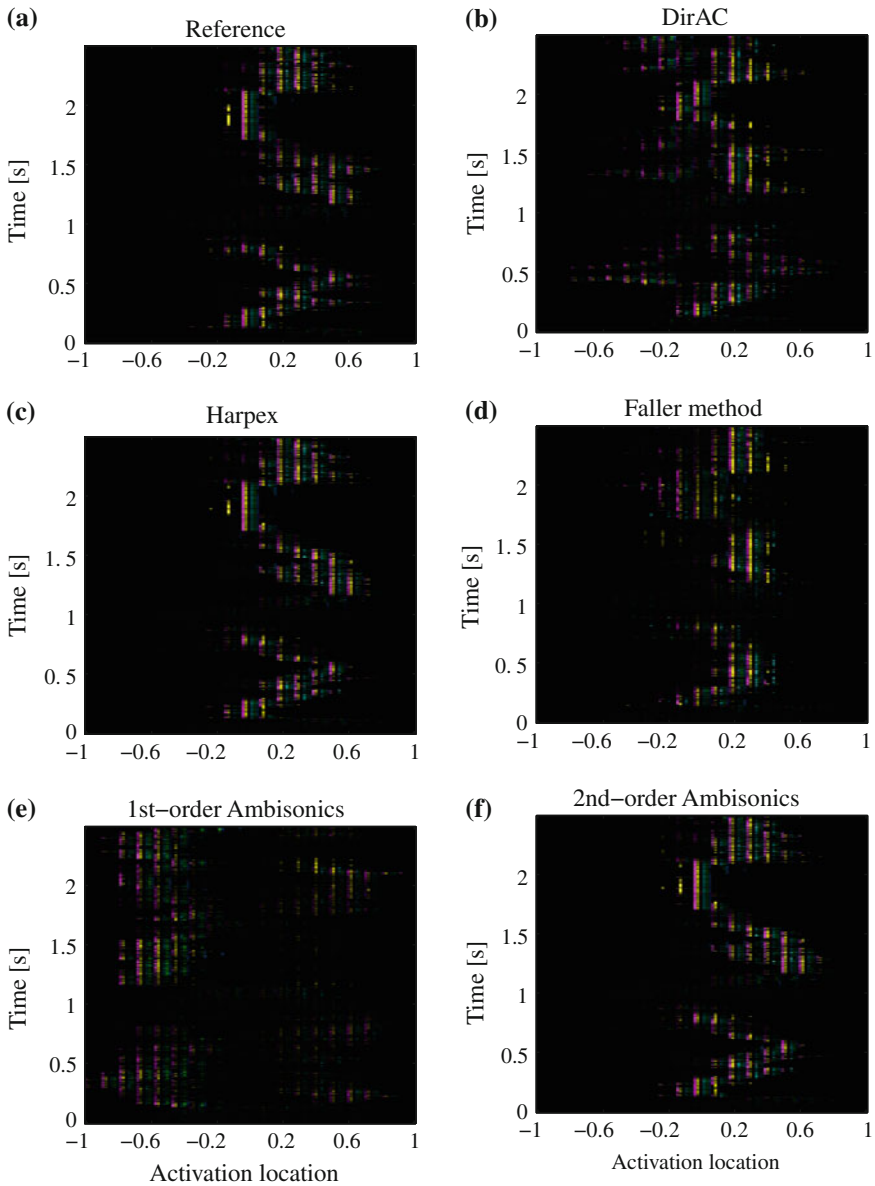 (a)
Reference
Time [s]
2
1.5
1
0.5
0
−1 −0.6 −0.2 0.2 0.6 1
(b)
DirAC
Time [s]
2
1.5
1
0.5
0
−1 −0.6 −0.2 0.2 0.6 1
(c)
Harpex
Time [s]
2
1.5
1
0. 5
0
−1 −0.6 −0.2 0.2 0.6 1
(d)
Faller method
Time [s]
2
1.5
1
0.5
0
−1 −0.6 −0.2 0.2 0.6 1
(e)
1st−order Ambisonics
Time [s]
2
1.5
1
0.5
0
−1 −0.6 −0.2 0.2 0.6 1
Activation location
(f)
2nd−order Ambisonics
Time [s]
2
1.5
1
0.5
0
−1 −0.6 −0.2 0.2 0.6 1
Activation location